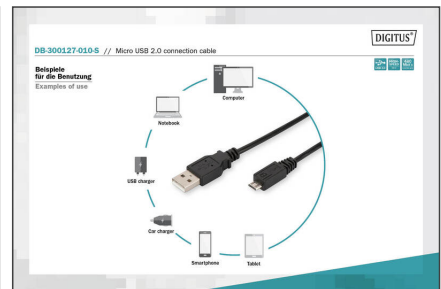 DIGITUS®
DB-300127-010-S // Micro USB 2.0 connection cable
Beispiele
für die Benutzung
Examples of use
Computer
Notebook
USB charger
Car charger
Smartphone
Tablet